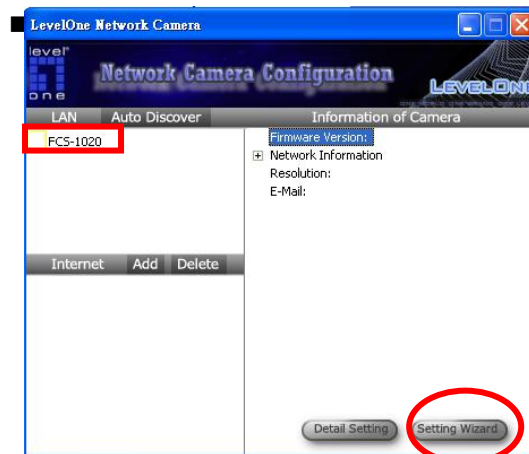 LevelOne Network Camera
level one
Network Camera Configuration
LEVELONE
LAN Auto Discover Information of Camera
FCS-1020
Firmware Version:
Network Information
Resolution:
E-Mail:
Internet Add Delete
Detail Setting Setting Wizard